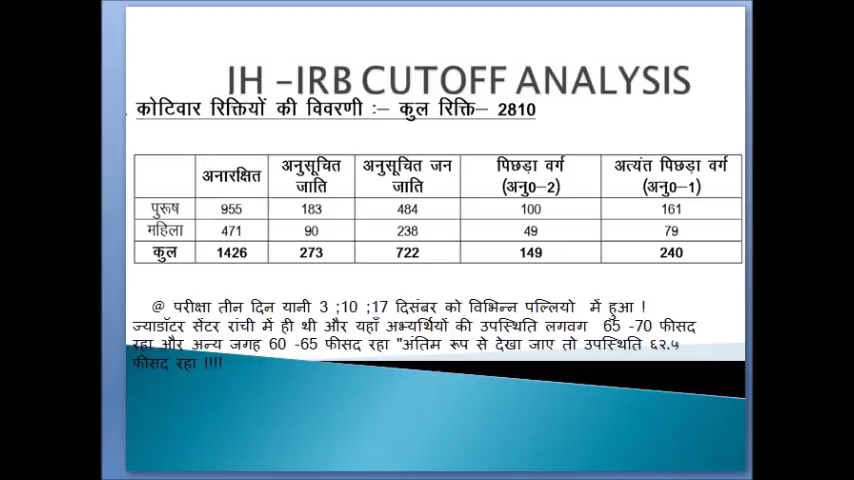 JH –IRB CUTOFF ANALYSIS
कोटिवार रिक्तियों की विवरणी :– कुल रिक्ति– 2810
अनारक्षित अनुसूचित जाति अनुसूचित जन जाति पिछड़ा वर्ग (अनु0–2) अत्यंत पिछड़ा वर्ग (अनु0–1)
पुरूष 955 183 484 100 161
महिला 471 90 238 49 79
कुल 1426 273 722 149 240
@ परीक्षा तीन दिन यानी 3 ;10 ;17 दिसंबर को विभिन्न पल्लियो में हुआ !
ज्याडॉटर सेंटर रांची में ही थी और यहाँ अभ्यर्थियों की उपस्थिति लगवग 65 -70 फीसद
रहा और अन्य जगह 60 -65 फीसद रहा "अंतिम रूप से देखा जाए तो उपस्थिति ६२.५
फीसद रहा !!!!